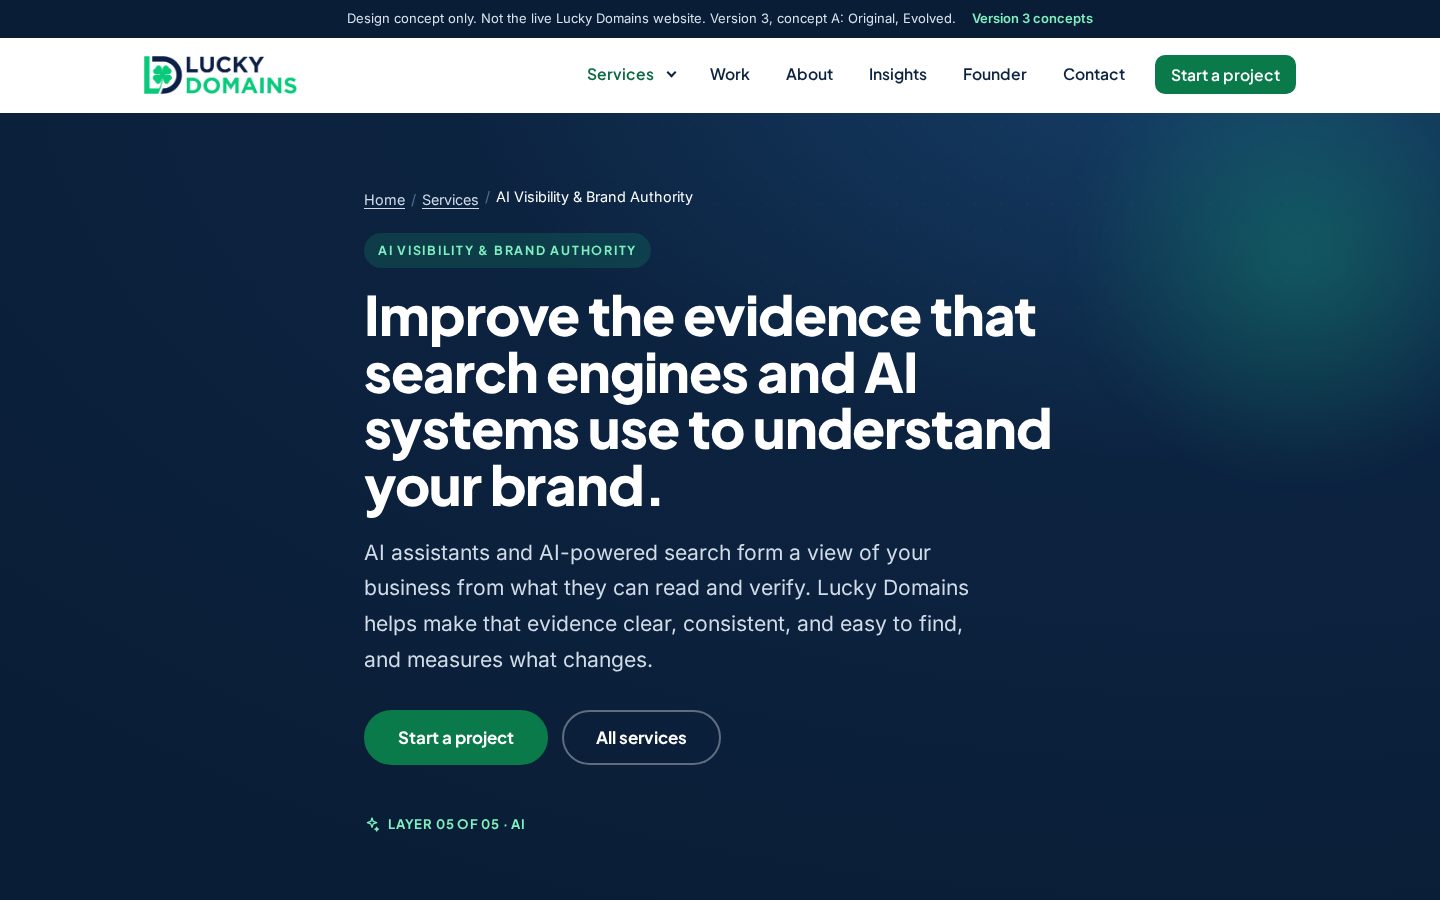 Design concept only. Not the live Lucky Domains website. Version 3, concept A: Original, Evolved. Version 3 concepts
LUCKY
DOMAINS
Services Work About Insights Founder Contact Start a project
Home / Services / AI Visibility & Brand Authority
AI VISIBILITY & BRAND AUTHORITY
Improve the evidence that
search engines and AI
systems use to understand
your brand.
AI assistants and AI-powered search form a view of your
business from what they can read and verify. Lucky Domains
helps make that evidence clear, consistent, and easy to find,
and measures what changes.
Start a project All services
LAYER 05 OF 05 · AI